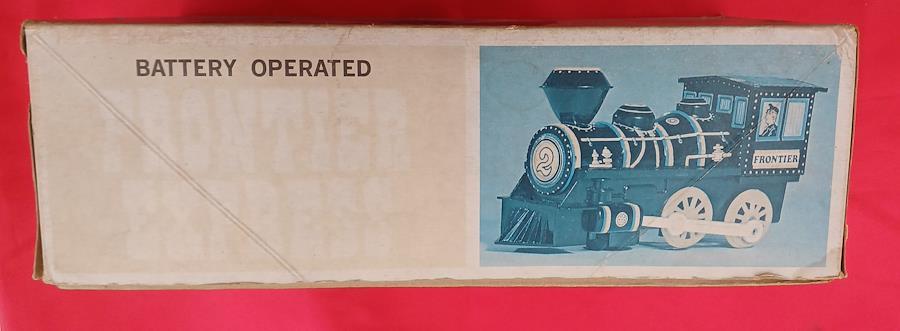 BATTERY OPERATED
2
FRONTIER